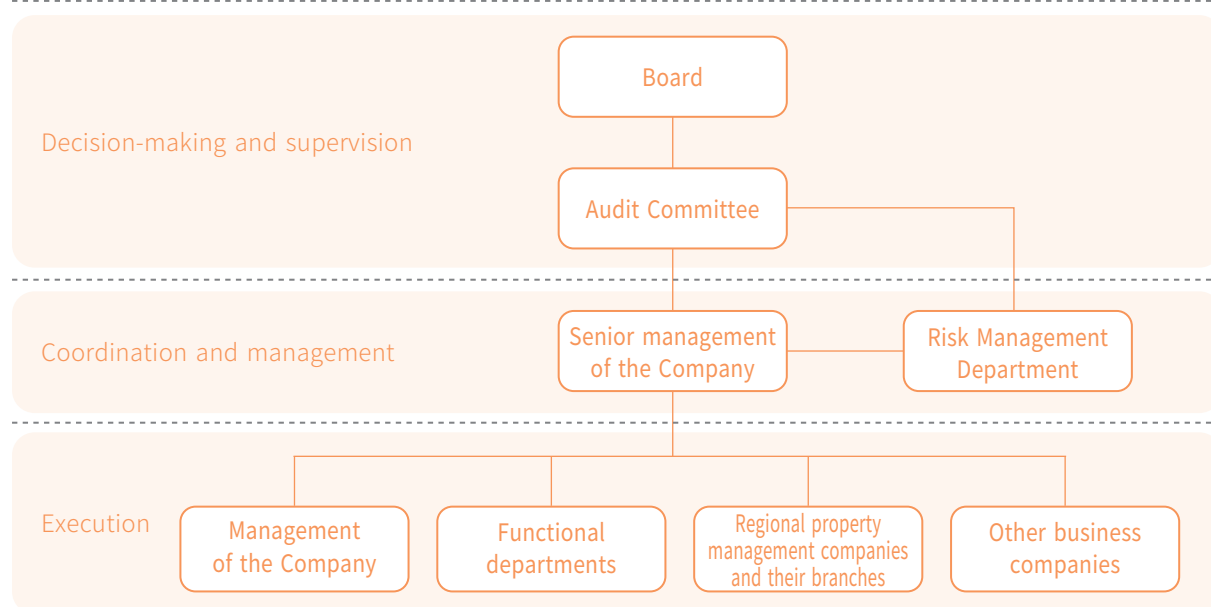 Board
Decision-making and supervision
Audit Committee
Senior management
of the Company
Risk Management
Department
Coordination and management
Execution
Management
of the Company
Functional
departments
Regional property
management companies
and their branches
Other business
companies